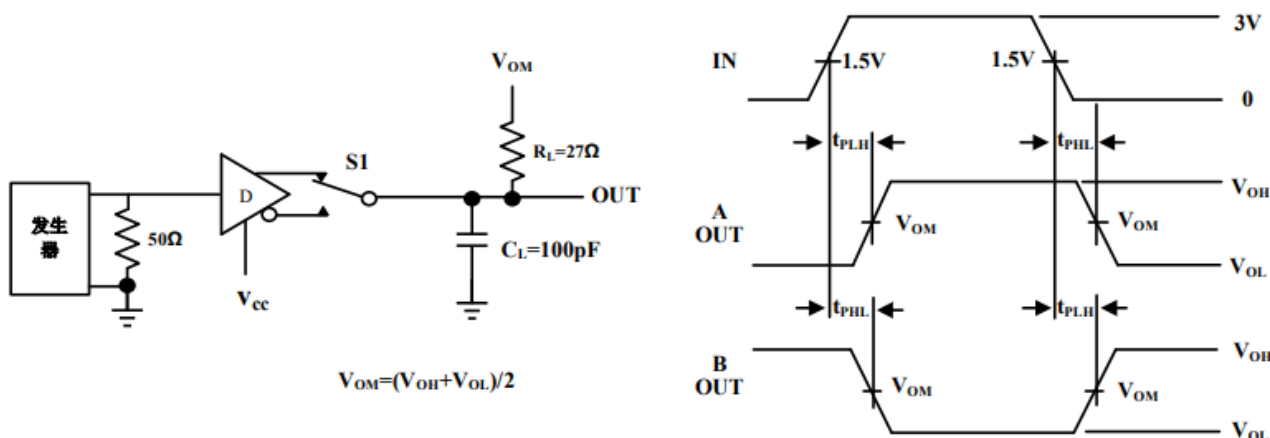 V_OM
R_L=27Ω
S1
OUT
D
发生
器
50Ω
C_L=100pF
v_cc
V_OM=(V_OH+V_OL)/2
IN
1.5V
1.5V
3V
0
t_PLH
t_PHL
A
OUT
V_OM
V_OM
V_OH
V_OL
t_PHL
t_PLH
B
OUT
V_OM
V_OM
V_OH
V_OL